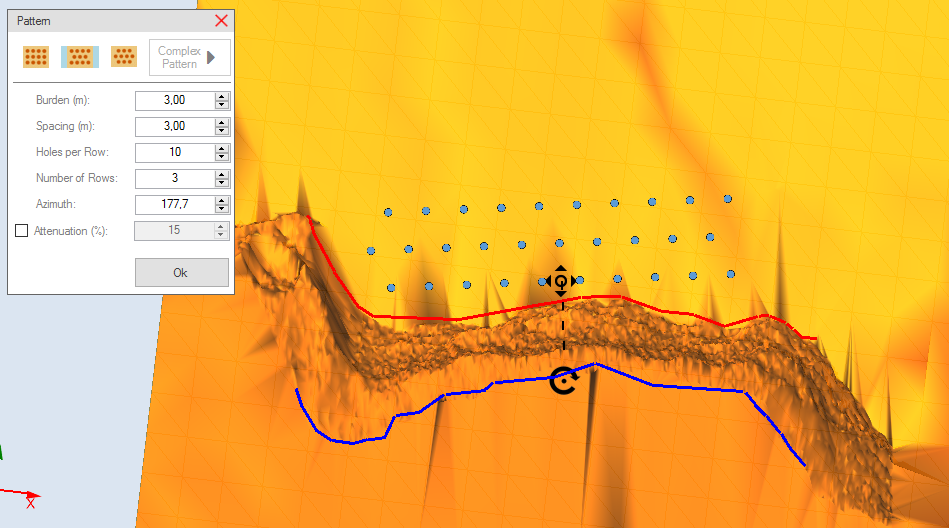 Pattern
Complex
Pattern
Burden (m): 3,00
Spacing (m): 3,00
Holes per Row: 10
Number of Rows: 3
Azimuth: 177,7
Attenuation (%): 15
Ok
X